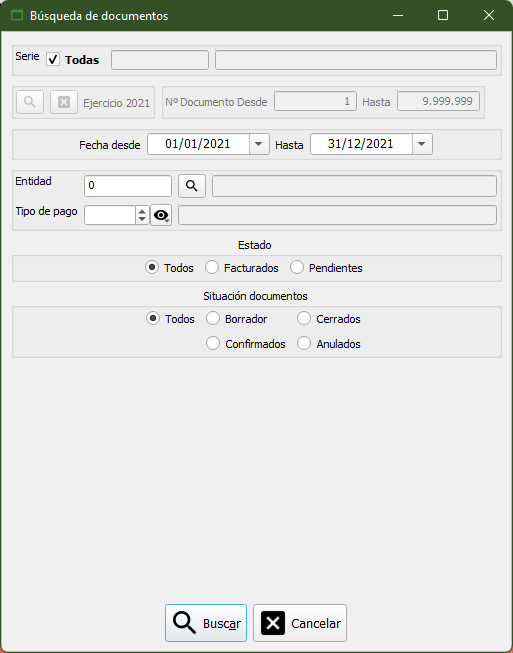 Búsqueda de documentos
Serie Todas
Ejercicio 2021 Nº Documento Desde 1 Hasta 9.999.999
Fecha desde 01/01/2021 Hasta 31/12/2021
Entidad 0
Tipo de pago
Estado
Todos Facturados Pendientes
Situación documentos
Todos Borrador Cerrados
Confirmados Anulados
Buscar Cancelar